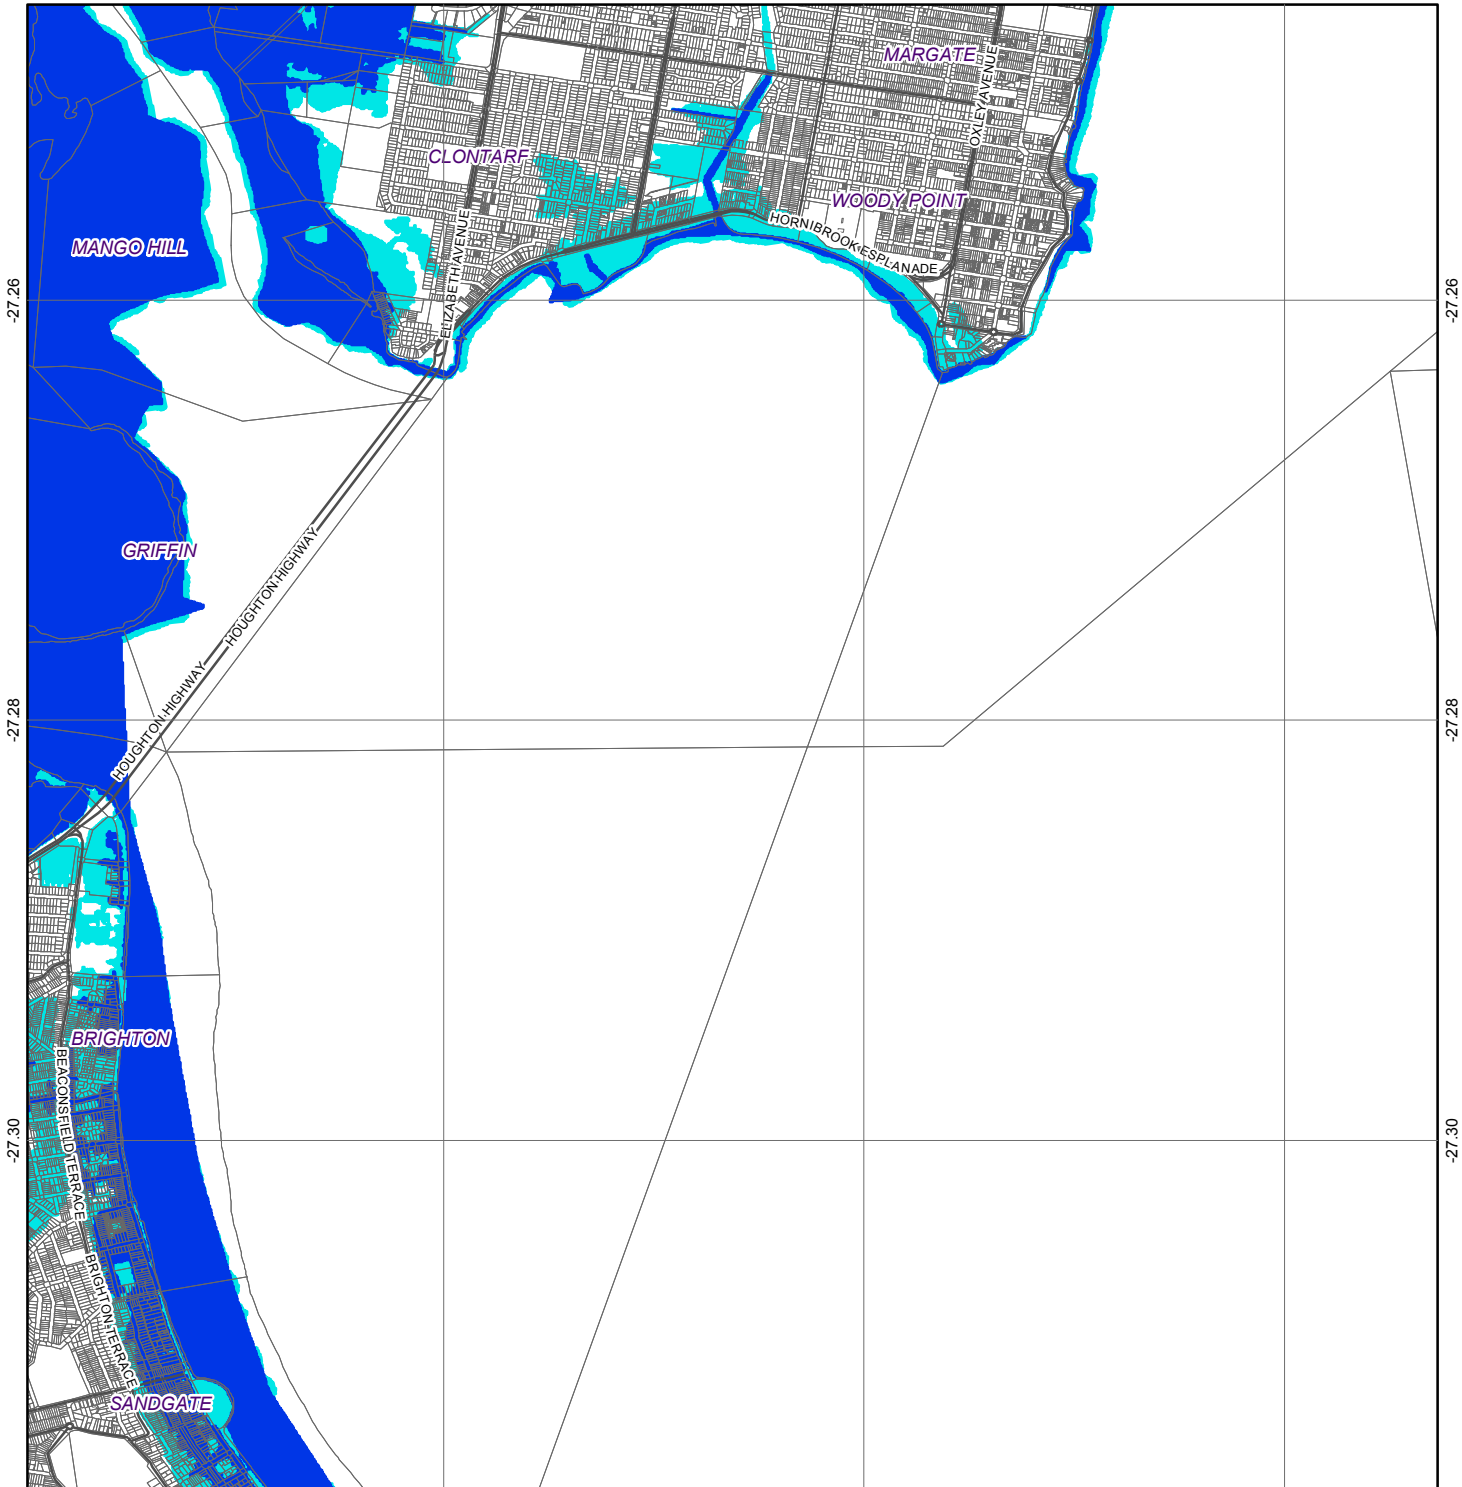 MARGATE
OXLEY AVENUE
CLONTARF
WOODY POINT
HORNIBROOK ESPLANADE
MANGO HILL
ELIZABETH AVENUE
-27.26
-27.26
GRIFFIN
HOUGHTON HIGHWAY
HOUGHTON HIGHWAY
-27.28
-27.28
BRIGHTON
BEACONSFIELD TERRACE
-27.30
-27.30
BRIGHTON TERRACE
SANDGATE